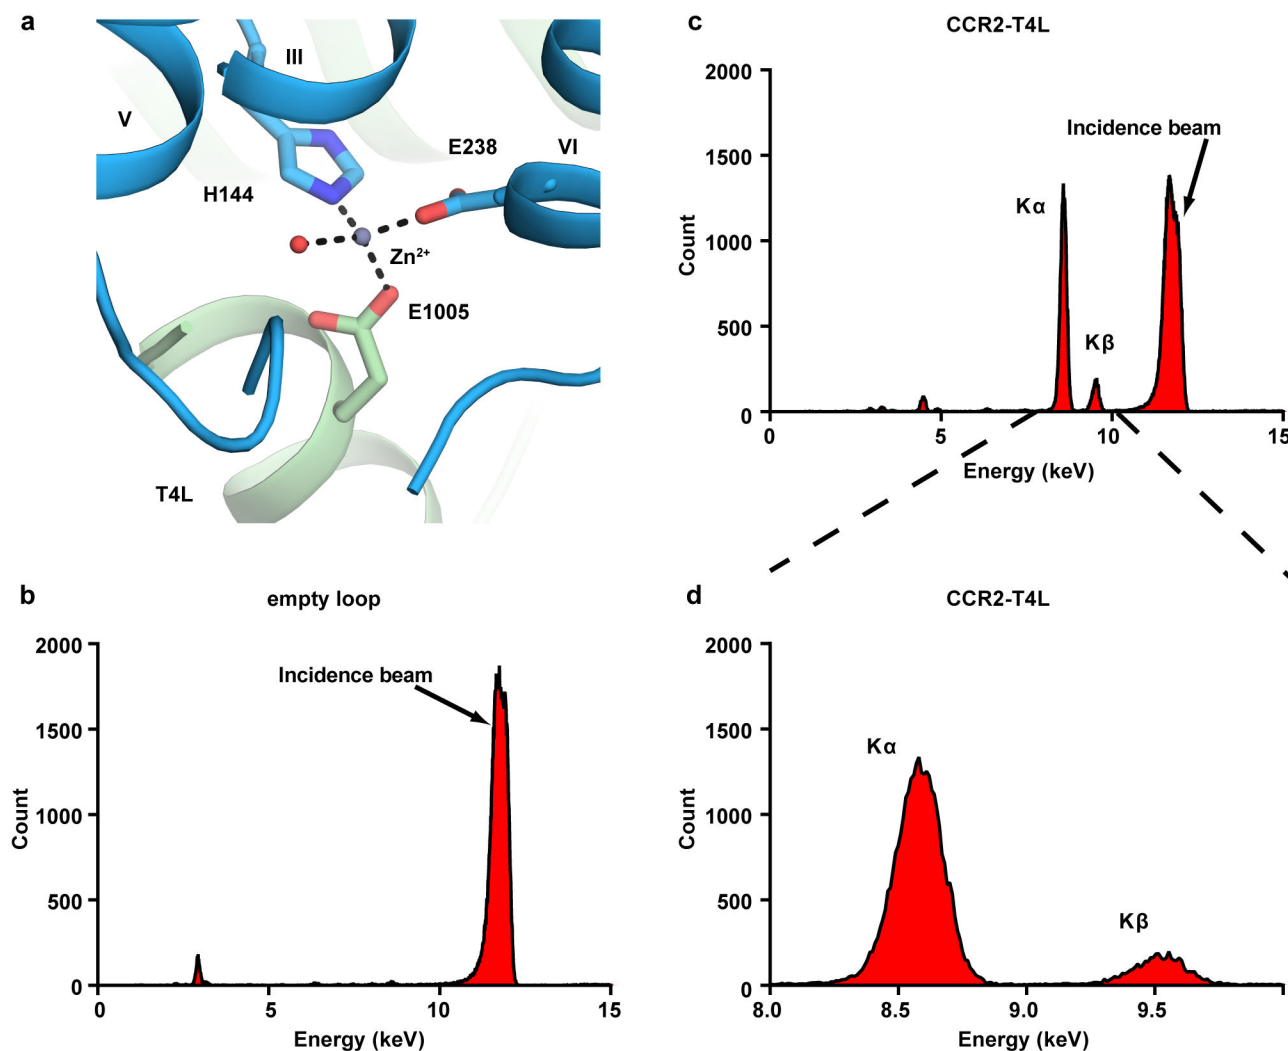 a
III
V
E238
VI
H144
Zn²⁺
E1005
T4L
b
empty loop
2000
Incidence beam
1500
Count
1000
500
0
0
5
10
15
Energy (keV)
c
CCR2-T4L
2000
Incidence beam
1500
Kα
Count
1000
500
Kβ
0
0
5
10
15
Energy (keV)
d
CCR2-T4L
2000
1500
Kα
Count
1000
500
Kβ
0
8.0
8.5
9.0
9.5
Energy (keV)